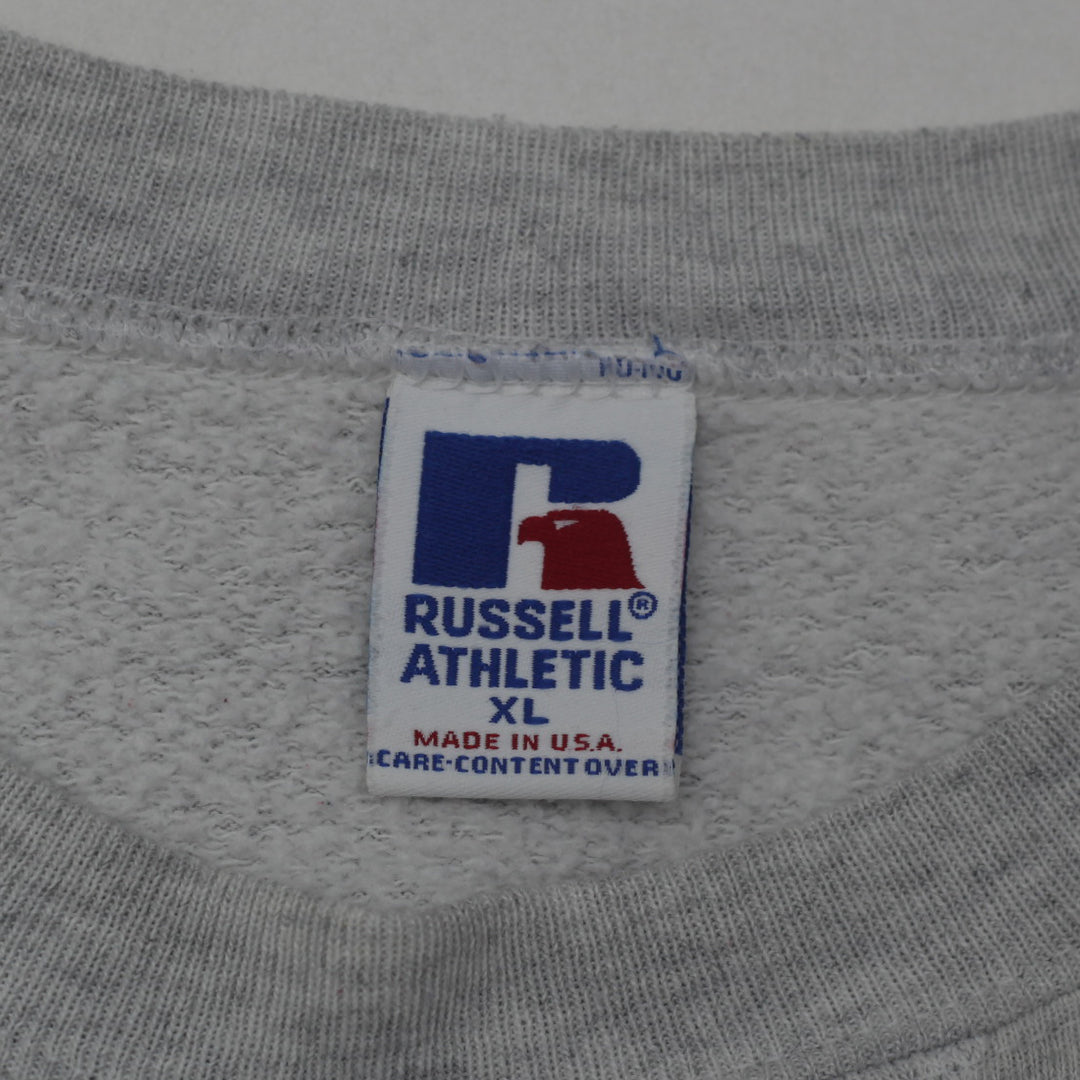 RUSSELL®
ATHLETIC
XL
MADE IN U.S.A.
CARE-CONTENT OVER